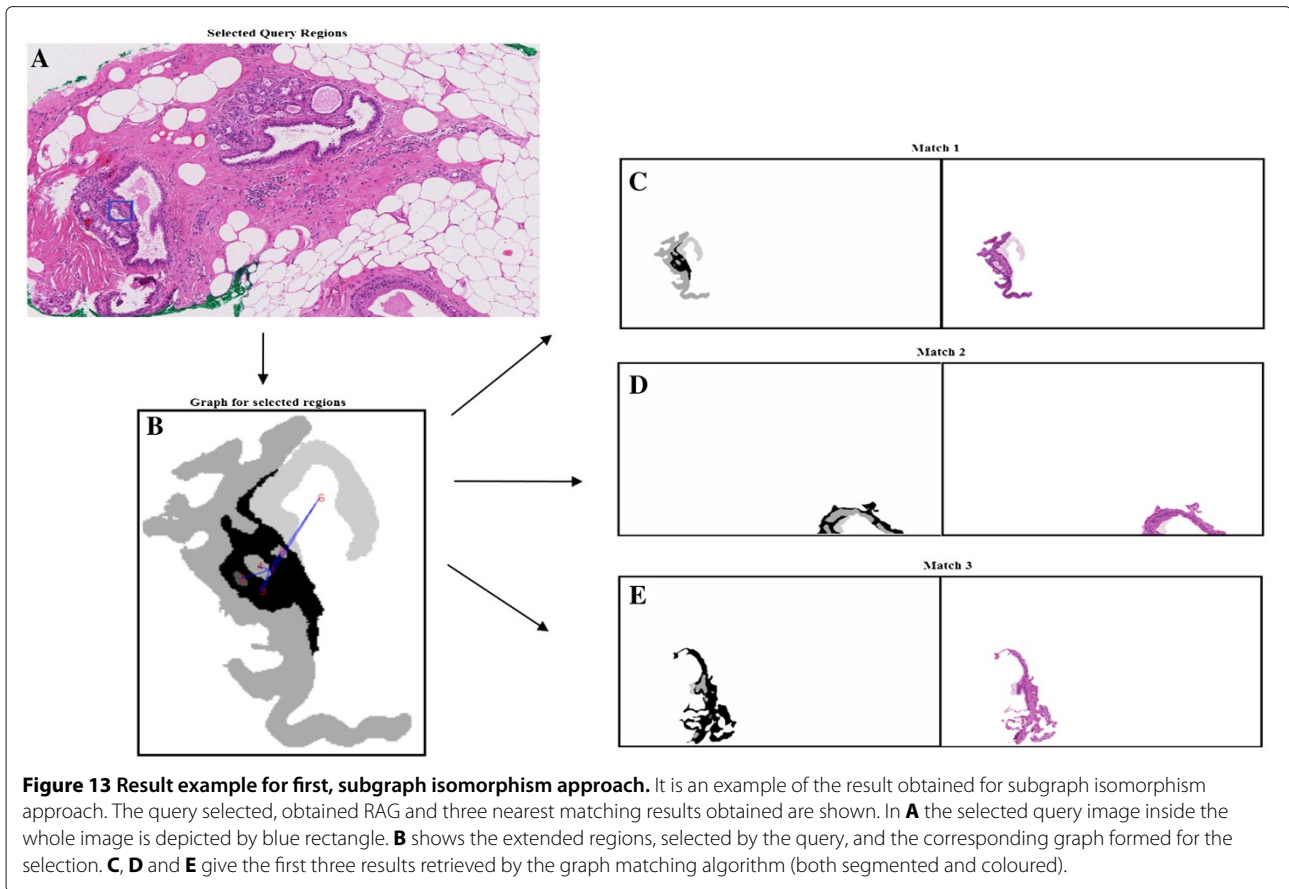 Selected Query Regions
A
Match 1
C
Match 2
D
Graph for selected regions
B
6
3
Match 3
E
Figure 13 Result example for first, subgraph isomorphism approach. It is an example of the result obtained for subgraph isomorphism
approach. The query selected, obtained RAG and three nearest matching results obtained are shown. In A the selected query image inside the
whole image is depicted by blue rectangle. B shows the extended regions, selected by the query, and the corresponding graph formed for the
selection. C, D and E give the first three results retrieved by the graph matching algorithm (both segmented and coloured).